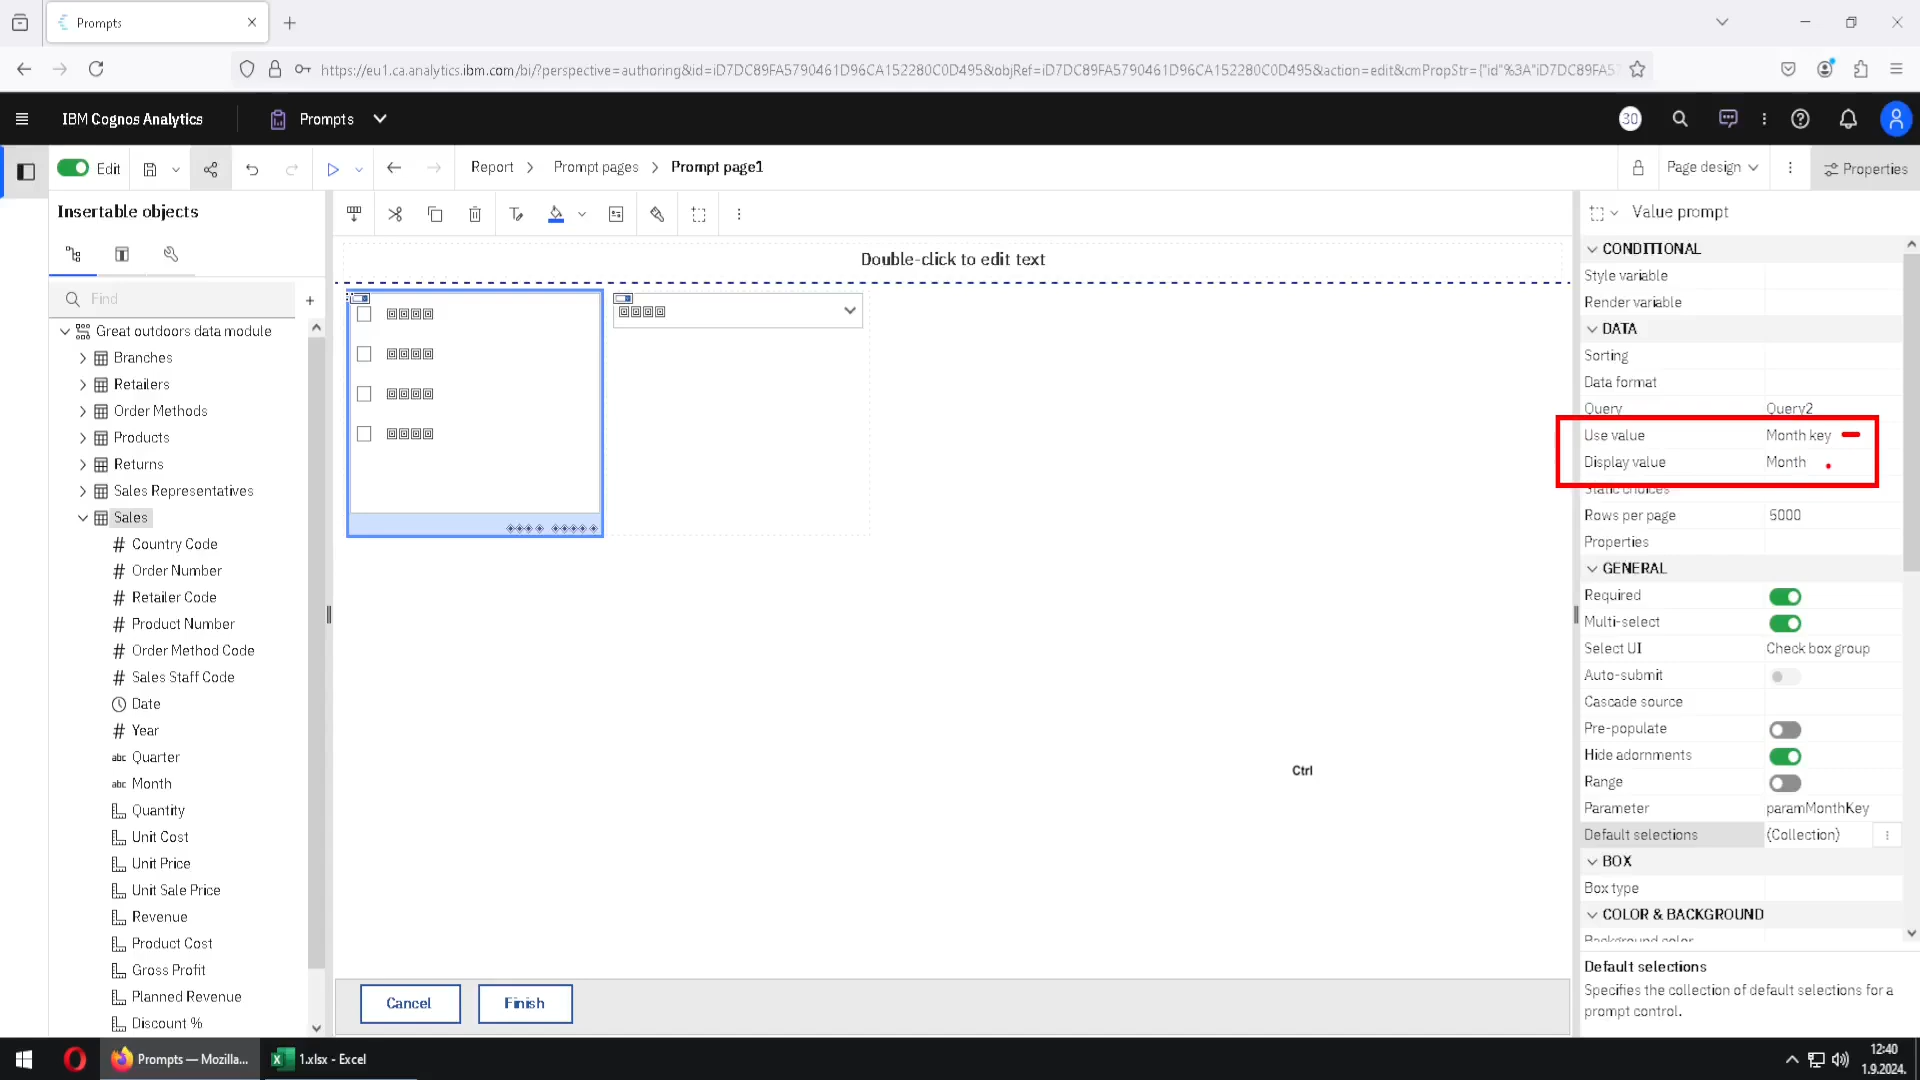 Prompts
https://eu1.ca.analytics.ibm.com/bi/?perspective=authoring&id=iD7DC89FA5790461D96CA152280C0D495&objRef=iD7DC89FA5790461D96CA152280C0D495&action=edit&cmPropStr={"id"%3A"iD7DC89FA57
IBM Cognos Analytics
Prompts
30
Edit
Report
Prompt pages
Prompt page1
Page design
Properties
Insertable objects
Find
Great outdoors data module
Branches
Retailers
Order Methods
Products
Returns
Sales Representatives
Sales
# Country Code
# Order Number
# Retailer Code
# Product Number
# Order Method Code
# Sales Staff Code
Date
# Year
abc Quarter
abc Month
Quantity
Unit Cost
Unit Price
Unit Sale Price
Revenue
Product Cost
Gross Profit
Planned Revenue
Discount %
Double-click to edit text
Ctrl
Cancel
Finish
Value prompt
CONDITIONAL
Style variable
Render variable
DATA
Sorting
Data format
Query Query2
Use value Month key
Display value Month
Static choices
Rows per page 5000
Properties
GENERAL
Required
Multi-select
Select UI Check box group
Auto-submit
Cascade source
Pre-populate
Hide adornments
Range
Parameter paramMonthKey
Default selections (Collection)
BOX
Box type
COLOR & BACKGROUND
Background color
Default selections
Specifies the collection of default selections for a
prompt control.
Prompts — Mozilla...
1.xlsx - Excel
12:40
1.9.2024.